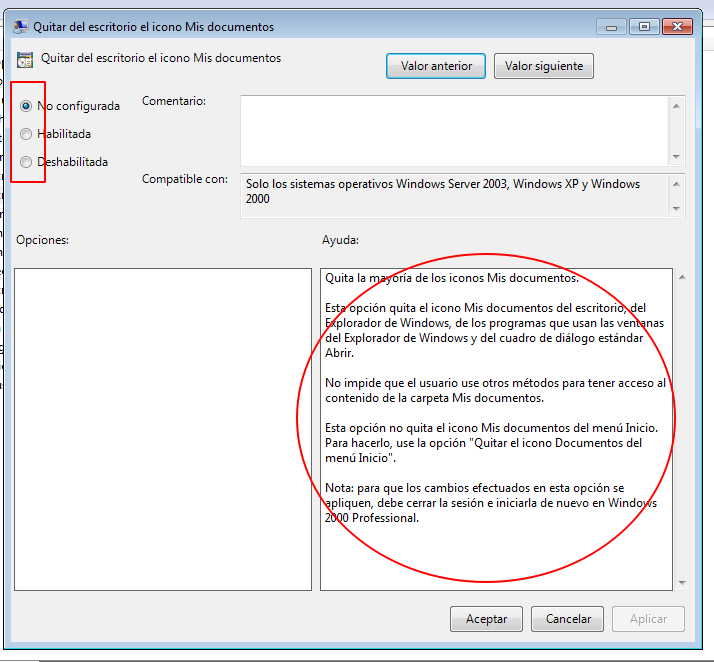 Quitar del escritorio el icono Mis documentos
Quitar del escritorio el icono Mis documentos
Valor anterior
Valor siguiente
No configurada
Habilitada
Deshabilitada
Comentario:
Compatible con:
Solo los sistemas operativos Windows Server 2003, Windows XP y Windows
2000
Opciones:
Ayuda:
Quita la mayoría de los iconos Mis documentos.
Esta opción quita el icono Mis documentos del escritorio, del
Explorador de Windows, de los programas que usan las ventanas
del Explorador de Windows y del cuadro de diálogo estándar
Abrir.
No impide que el usuario use otros métodos para tener acceso al
contenido de la carpeta Mis documentos.
Esta opción no quita el icono Mis documentos del menú Inicio.
Para hacerlo, use la opción "Quitar el icono Documentos del
menú Inicio".
Nota: para que los cambios efectuados en esta opción se
apliquen, debe cerrar la sesión e iniciarla de nuevo en Windows
2000 Professional.
Aceptar
Cancelar
Aplicar